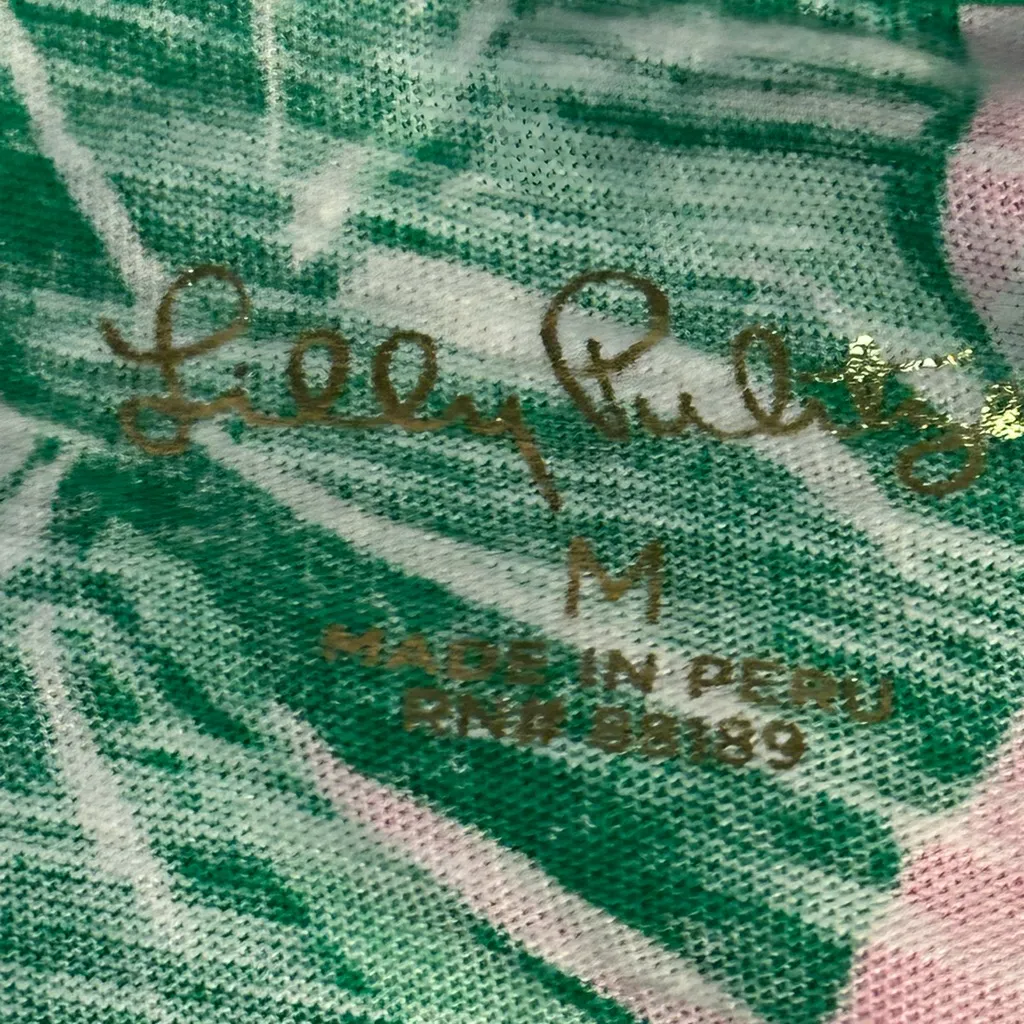 Lilly Pulitzer
M
MADE IN PERU
RN# 88189